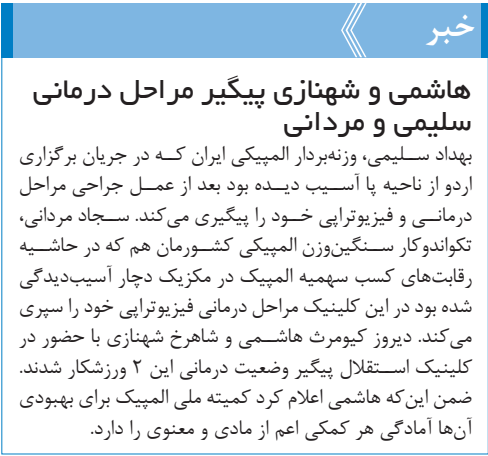 خبر
هاشمی و شهنازی پیگیر مراحل درمانی
سلیمی و مردانی
بهداد سلیمی، وزنه‌بردار المپیکی ایران که در جریان برگزاری
اردو از ناحیه پا آسیب دیده بود بعد از عمل جراحی مراحل
درمانی و فیزیوتراپی خود را پیگیری می‌کند. سجاد مردانی،
تکواندوکار سنگین‌وزن المپیکی کشورمان هم که در حاشیه
رقابت‌های کسب سهمیه المپیک در مکزیک دچار آسیب‌دیدگی
شده بود در این کلینیک مراحل درمانی فیزیوتراپی خود را سپری
می‌کند. دیروز کیومرث هاشمی و شاهرخ شهنازی با حضور در
کلینیک استقلال پیگیر وضعیت درمانی این ۲ ورزشکار شدند.
ضمن این‌که هاشمی اعلام کرد کمیته ملی المپیک برای بهبودی
آن‌ها آمادگی هر کمکی اعم از مادی و معنوی را دارد.